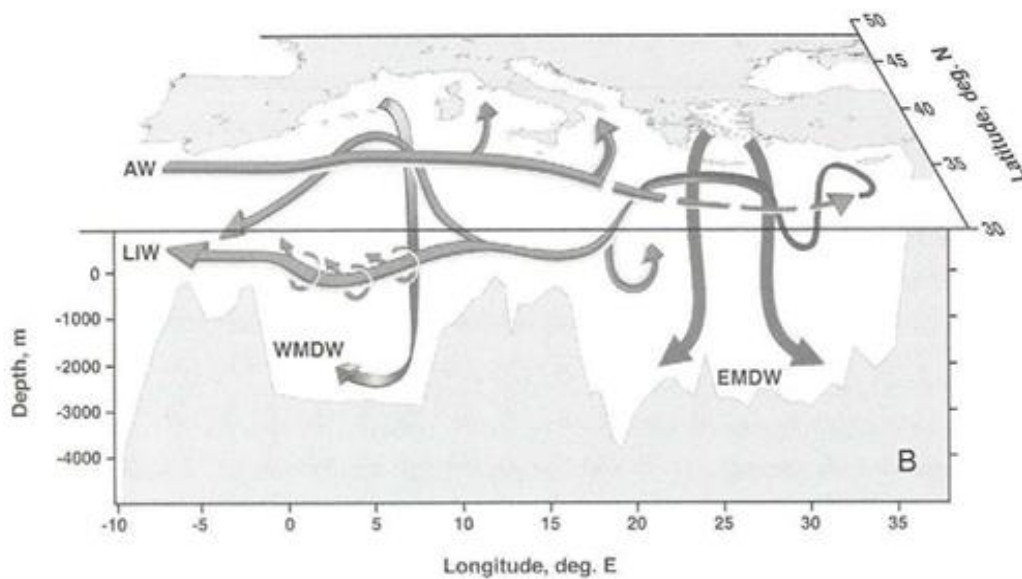 50
45
40
35
30
Latitude, deg. N
AW
LIW
0
-1000
-2000
-3000
-4000
Depth, m
WMDW
EMDW
B
-10 -5 0 5 10 15 20 25 30 35
Longitude, deg. E